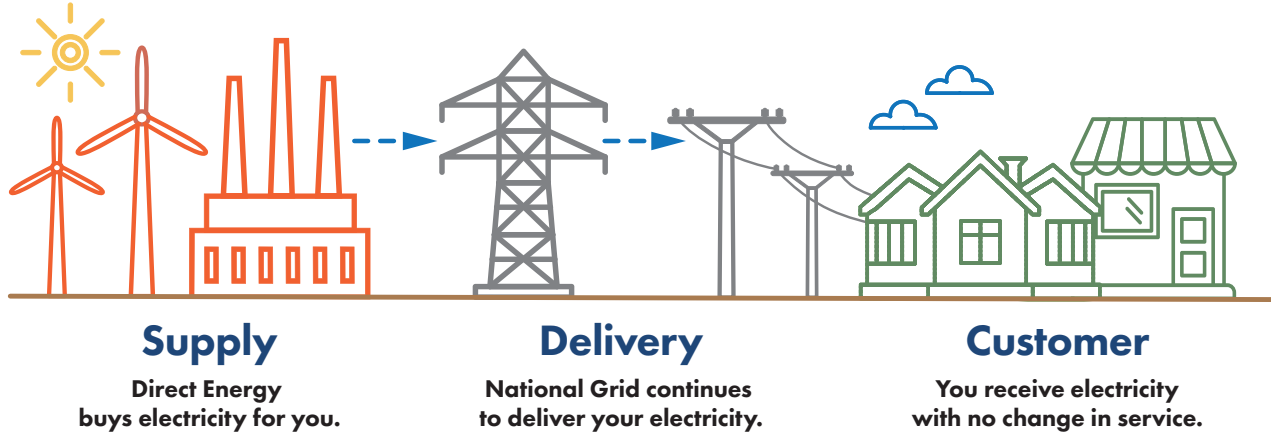 Supply
Direct Energy
buys electricity for you.
Delivery
National Grid continues
to deliver your electricity.
Customer
You receive electricity
with no change in service.